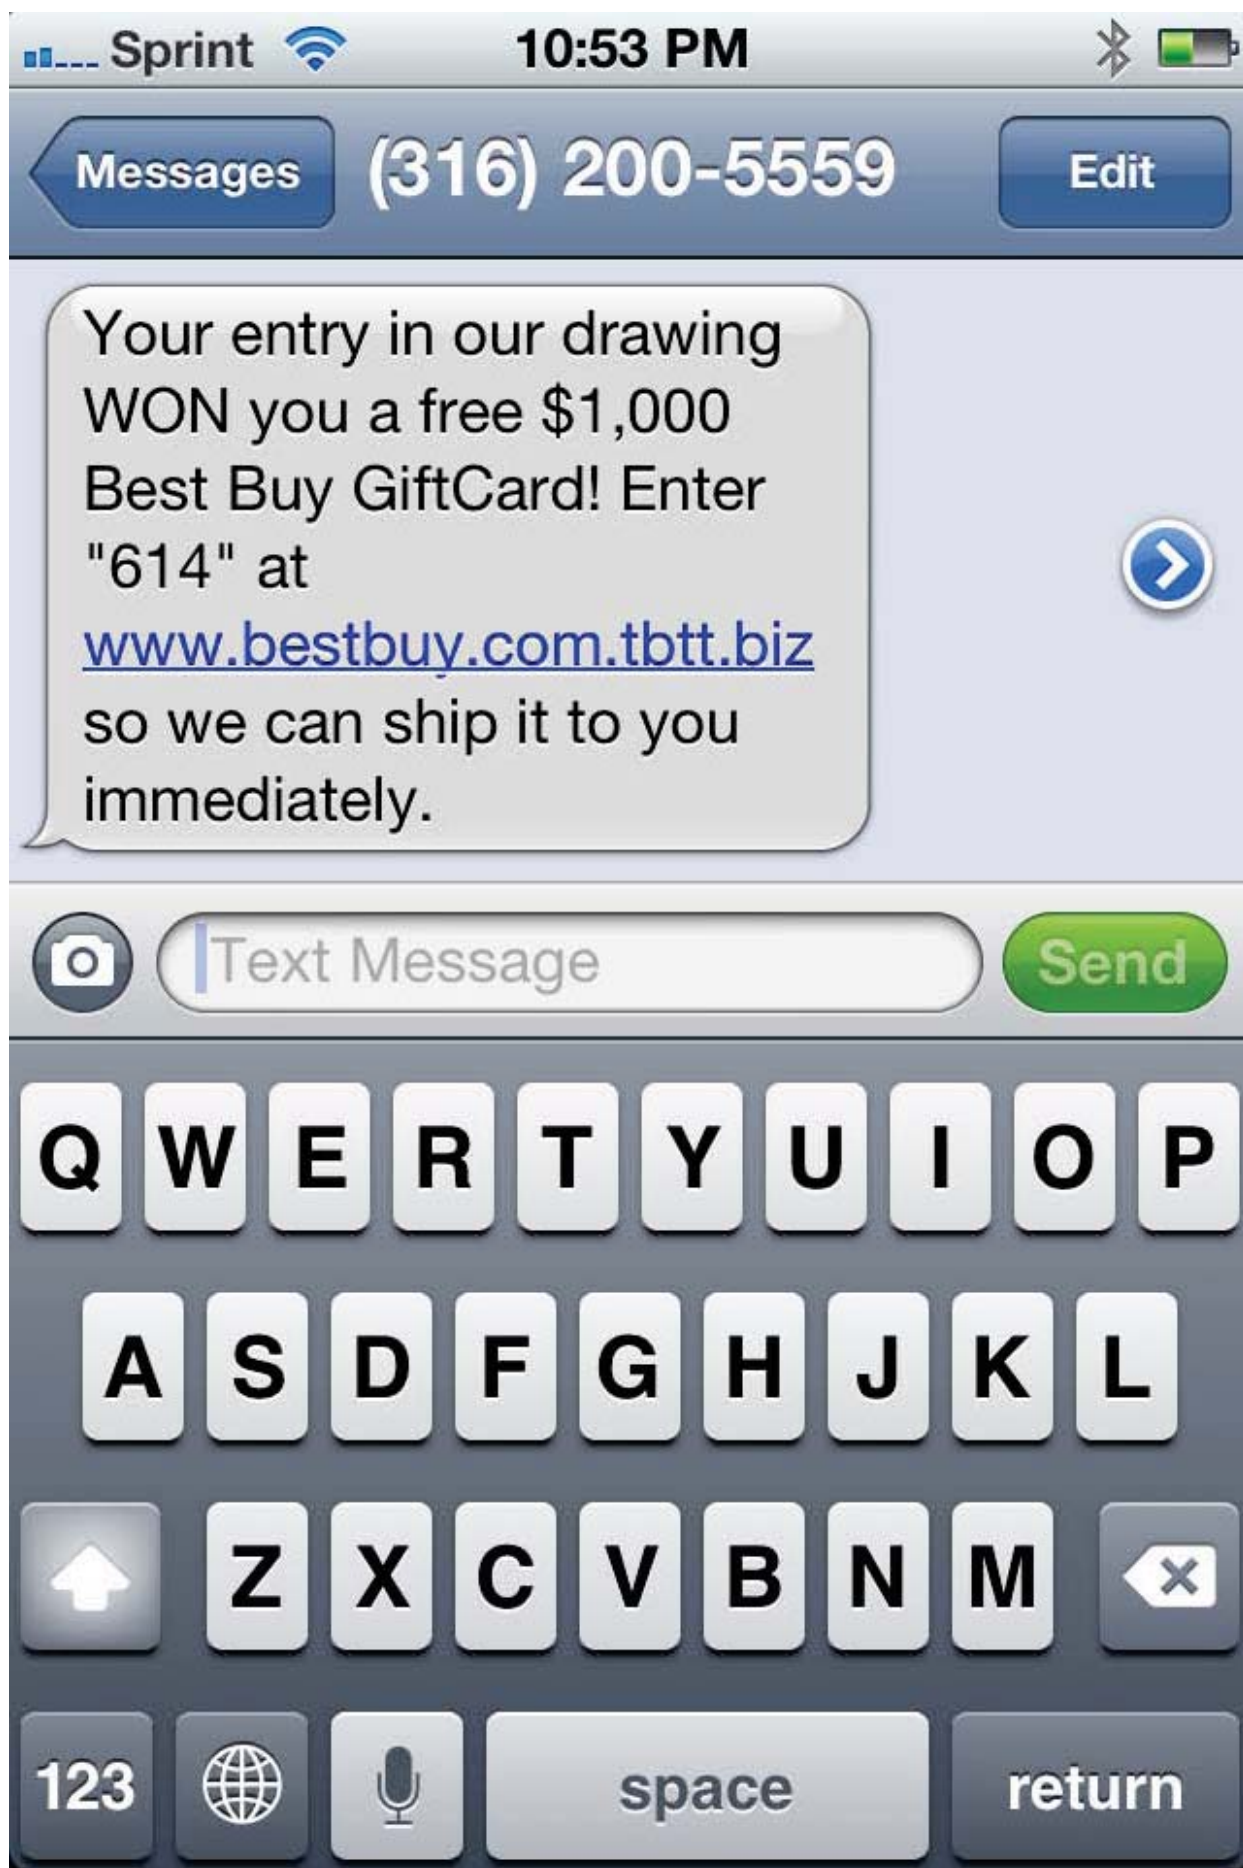 Sprint 10:53 PM
Messages (316) 200-5559 Edit
Your entry in our drawing
WON you a free $1,000
Best Buy GiftCard! Enter
"614" at
www.bestbuy.com.tbtt.biz
so we can ship it to you
immediately.
Text Message Send
Q W E R T Y U I O P
A S D F G H J K L
Z X C V B N M
123 space return